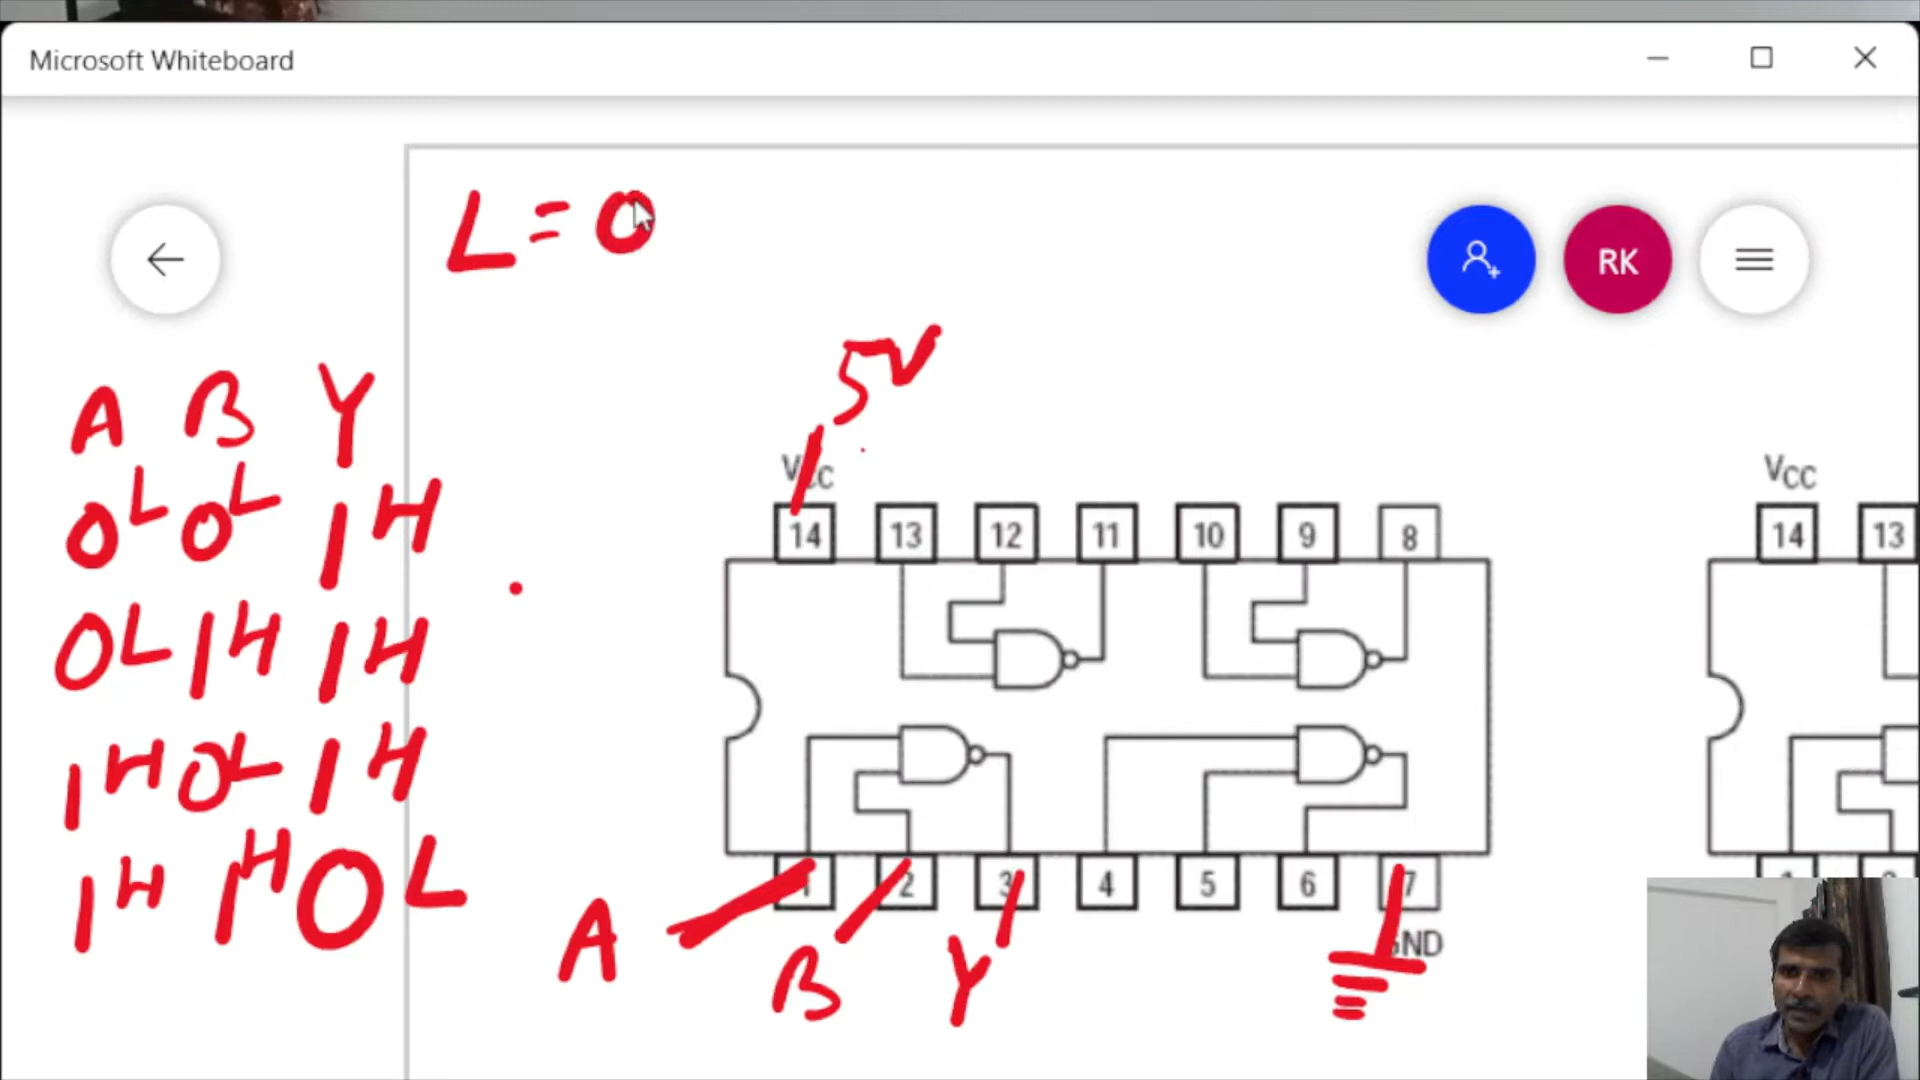 Microsoft Whiteboard
L = 0
RK
5V
A B Y
VCC
VCC
0L 0L 1H
14 13 12 11 10 9 8
14 13
0L 1H 1H
1H 0L 1H
1H 1H 0 L
1 2 3 4 5 6 7
A B Y
GND